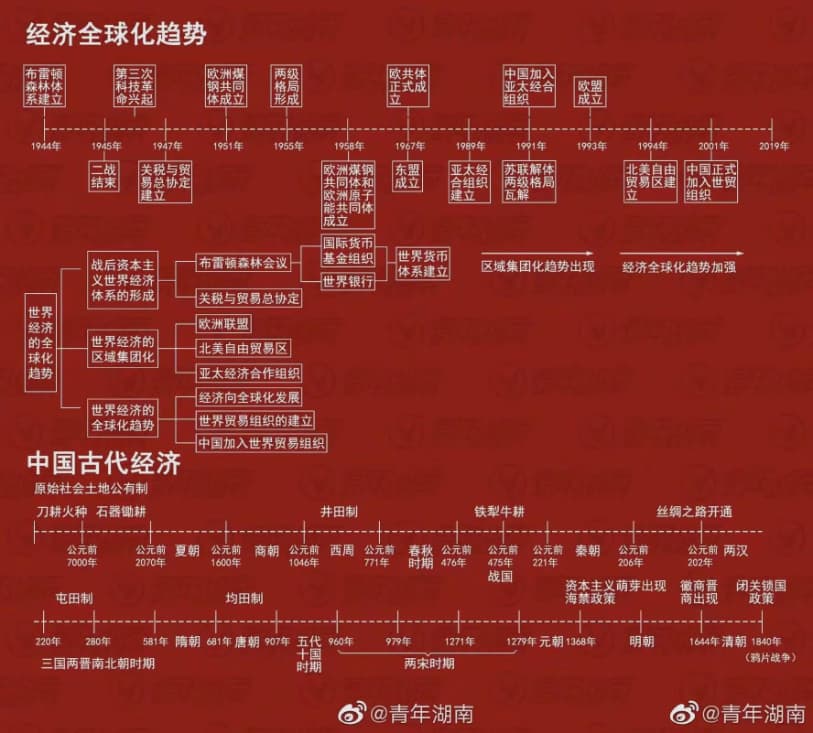 经济全球化趋势
布雷顿
森林体
系建立
第三次
科技革
命兴起
欧洲煤
钢共同
体成立
两级
格局
形成
欧共体
正式成
立
中国加入
亚太经合
组织
欧盟
成立
1944年
1945年
1947年
1951年
1955年
1958年
1967年
1989年
1991年
1993年
1994年
2001年
2019年
二战
结束
关税与贸
易总协定
建立
欧洲煤钢
共同体和
欧洲原子
能共同体
成立
东盟
成立
亚太经
合组织
建立
苏联解体
两级格局
瓦解
北美自由
贸易区建
立
中国正式
加入世贸
组织
区域集团化趋势出现
经济全球化趋势加强
世界
经济
的全
球化
趋势
战后资本主
义世界经济
体系的形成
布雷顿森林会议
国际货币
基金组织
世界银行
世界货币
体系建立
关税与贸易总协定
世界经济的
区域集团化
欧洲联盟
北美自由贸易区
亚太经济合作组织
世界经济的
全球化趋势
经济向全球化发展
世界贸易组织的建立
中国加入世界贸易组织
中国古代经济
原始社会土地公有制
刀耕火种
石器锄耕
井田制
铁犁牛耕
丝绸之路开通
公元前
7000年
公元前
2070年
夏朝
公元前
1600年
商朝
公元前
1046年
西周
公元前
771年
春秋
时期
公元前
476年
公元前
475年
战国
公元前
221年
秦朝
公元前
206年
公元前
202年
两汉
屯田制
均田制
资本主义萌芽出现
海禁政策
徽商晋
商出现
闭关锁国
政策
220年
280年
581年
隋朝
681年
唐朝
907年
五代
十国
时期
960年
979年
1271年
1279年
元朝
1368年
明朝
1644年
清朝
1840年
(鸦片战争)
三国两晋南北朝时期
两宋时期
@青年湖南
@青年湖南